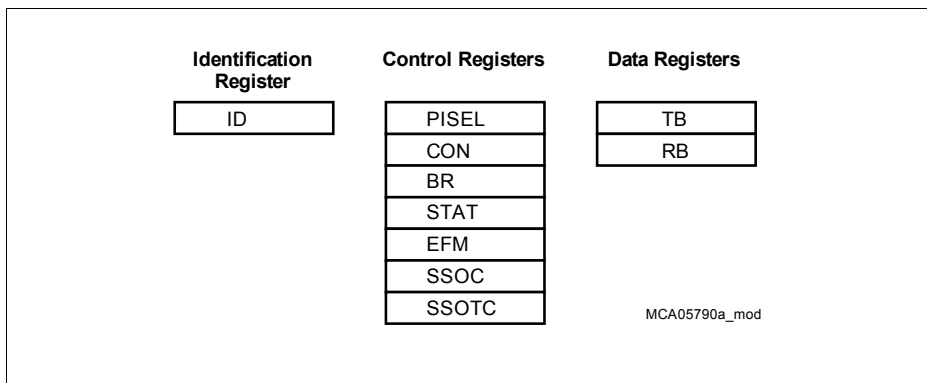 Identification
Register
ID
Control Registers
PISEL
CON
BR
STAT
EFM
SSOC
SSOTC
Data Registers
TB
RB
MCA05790a_mod